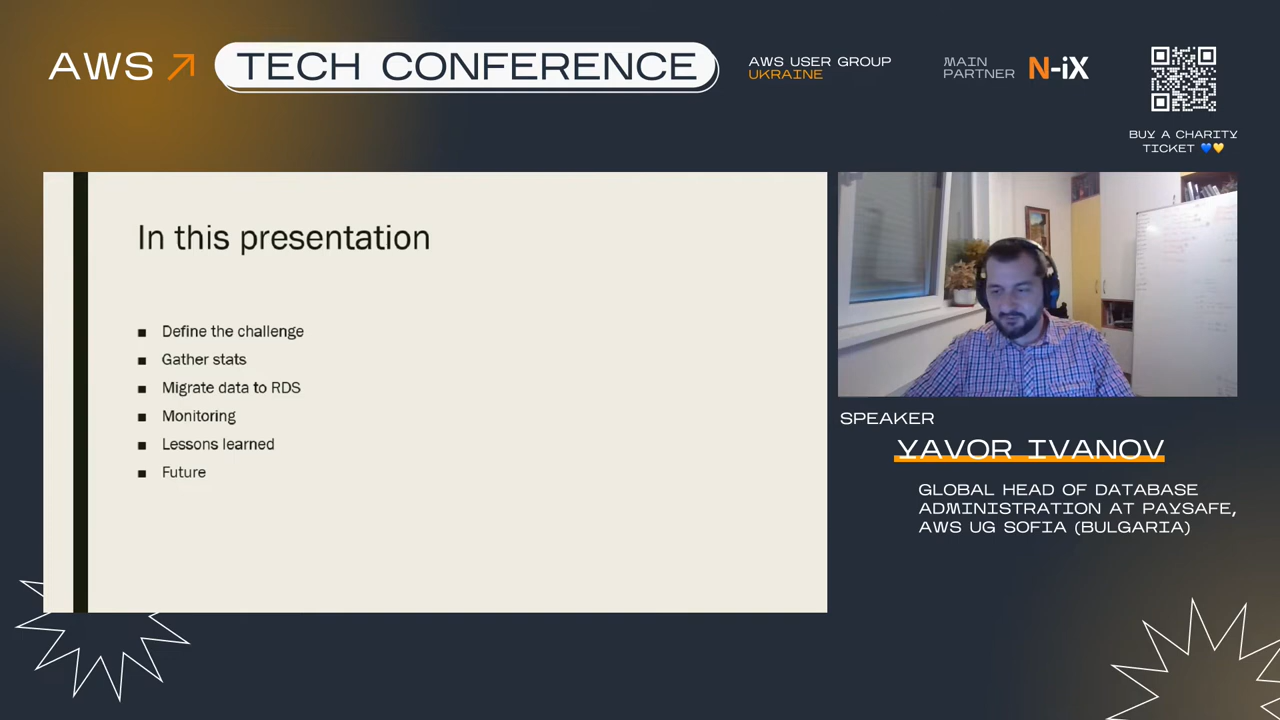 AWS
TECH CONFERENCE
AWS USER GROUP
UKRAINE
MAIN
PARTNER
N-iX
BUY A CHARITY
TICKET 💙💛
In this presentation
■ Define the challenge
■ Gather stats
■ Migrate data to RDS
■ Monitoring
■ Lessons learned
■ Future
SPEAKER
YAVOR IVANOV
GLOBAL HEAD OF DATABASE
ADMINISTRATION AT PAYSAFE,
AWS UG SOFIA (BULGARIA)